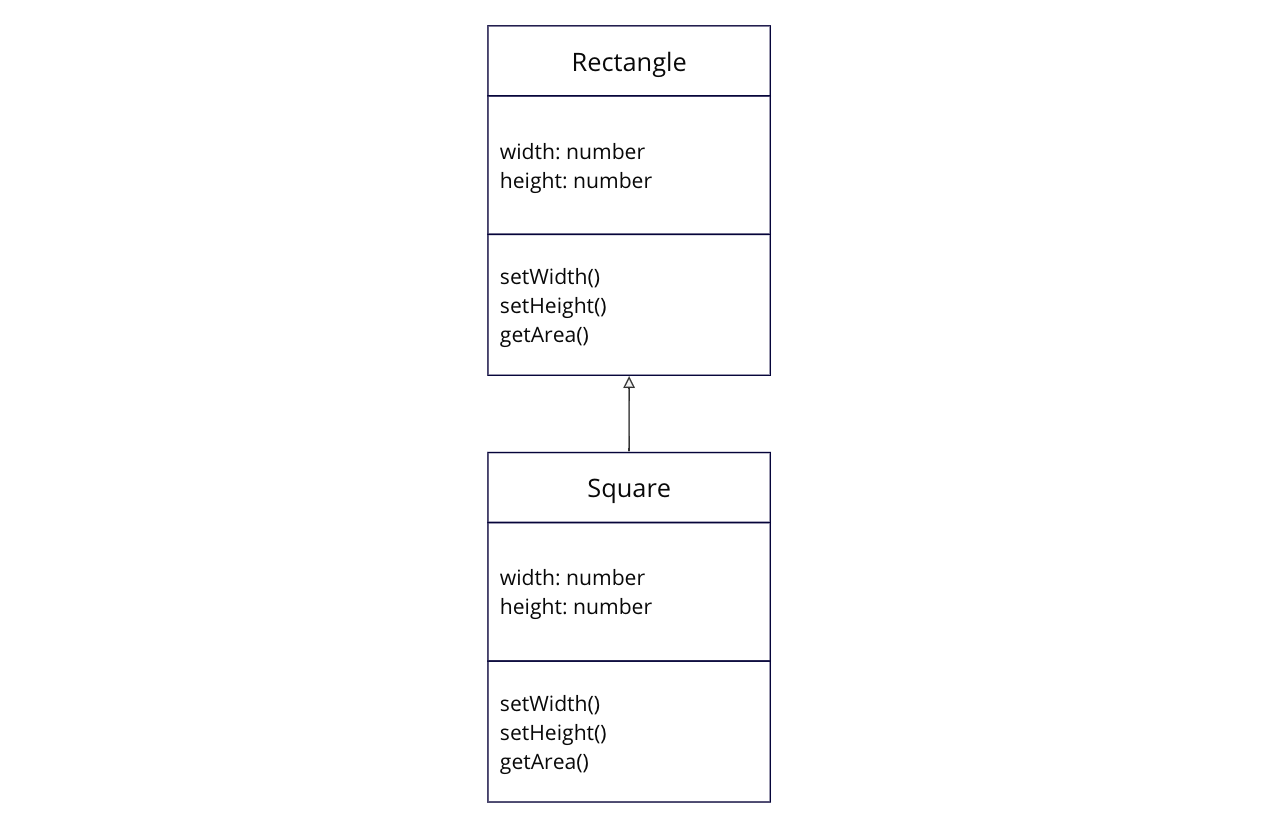 Rectangle
width: number
height: number
setWidth()
setHeight()
getArea()
Square
width: number
height: number
setWidth()
setHeight()
getArea()